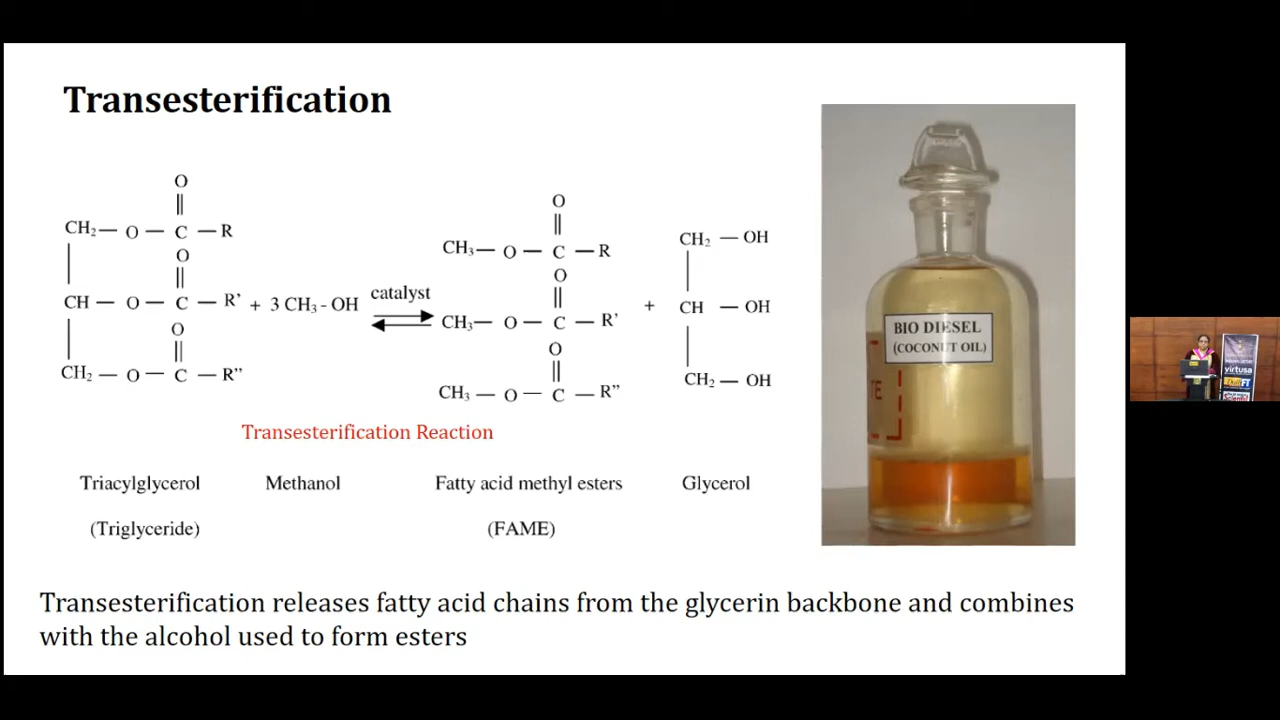 Transesterification
O
||
CH₂— O — C — R
O
||
CH — O — C — R’ + 3 CH₃ - OH
O
||
CH₂ — O — C — R”
catalyst
O
||
CH₃— O — C — R
O
||
CH₃— O — C — R’
O
||
CH₃ — O — C — R”
+
CH₂ — OH
CH — OH
CH₂ — OH
Transesterification Reaction
Triacylglycerol Methanol Fatty acid methyl esters Glycerol
(Triglyceride) (FAME)
Transesterification releases fatty acid chains from the glycerin backbone and combines
with the alcohol used to form esters
BIO DIESEL
(COCONUT OIL)
TE
virtusa